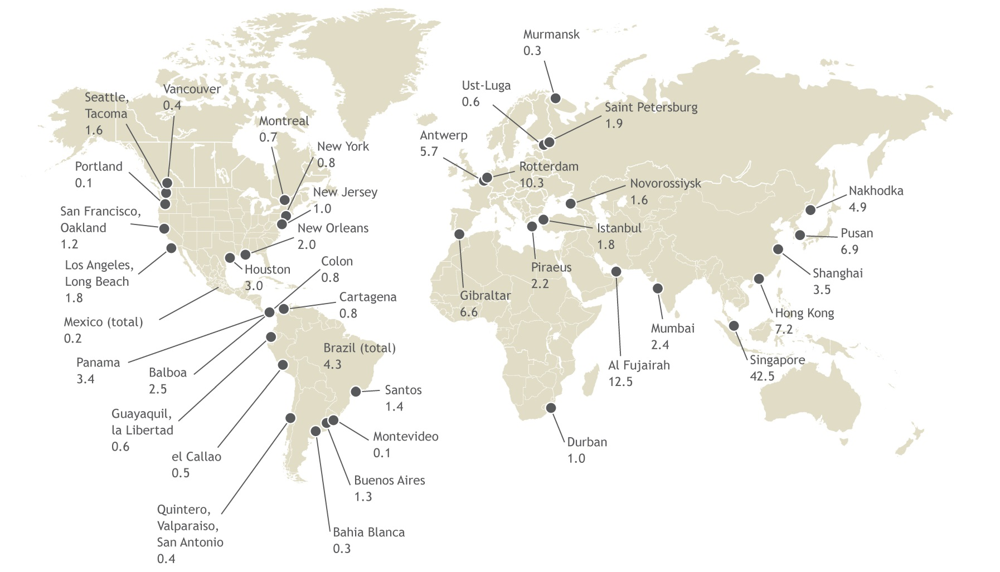 Murmansk
0.3
Ust-Luga
0.6
Saint Petersburg
1.9
Vancouver
0.4
Seattle,
Tacoma
1.6
Montreal
0.7
Antwerp
5.7
New York
0.8
Portland
0.1
Rotterdam
10.3
Novorossiysk
1.6
New Jersey
1.0
Nakhodka
4.9
San Francisco,
Oakland
1.2
New Orleans
2.0
Istanbul
1.8
Pusan
6.9
Los Angeles,
Long Beach
1.8
Houston
3.0
Colon
0.8
Piraeus
2.2
Shanghai
3.5
Cartagena
0.8
Gibraltar
6.6
Hong Kong
7.2
Mexico (total)
0.2
Mumbai
2.4
Brazil (total)
4.3
Panama
3.4
Balboa
2.5
Al Fujairah
12.5
Singapore
42.5
Santos
1.4
Guayaquil,
la Libertad
0.6
Montevideo
0.1
Durban
1.0
el Callao
0.5
Buenos Aires
1.3
Quintero,
Valparaiso,
San Antonio
0.4
Bahia Blanca
0.3